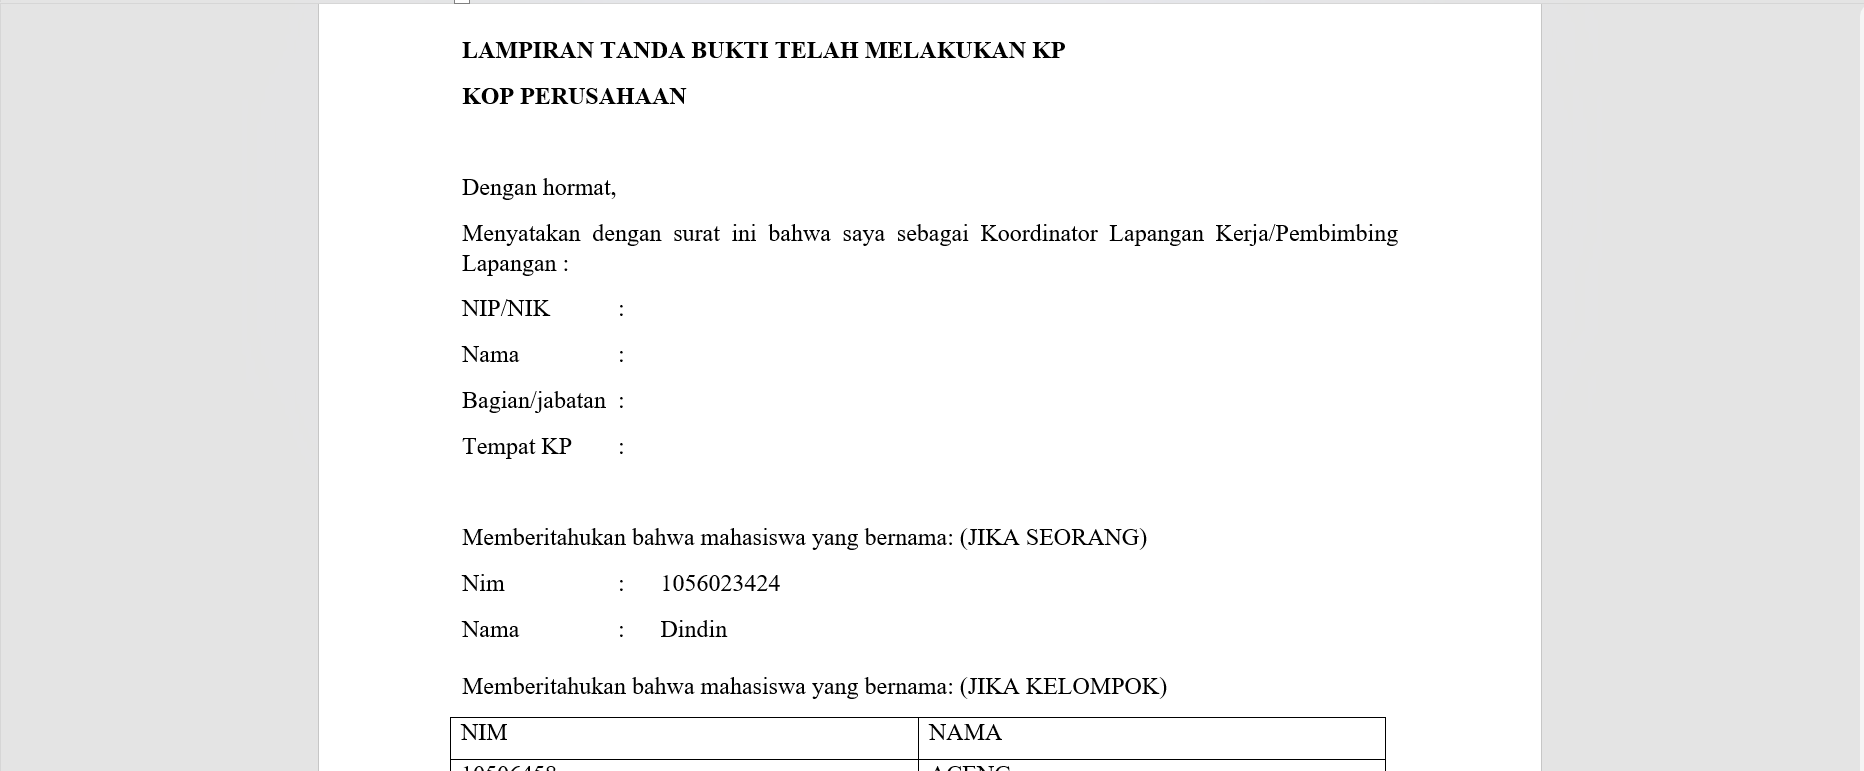 LAMPIRAN TANDA BUKTI TELAH MELAKUKAN KP
KOP PERUSAHAAN
Dengan hormat,
Menyatakan dengan surat ini bahwa saya sebagai Koordinator Lapangan Kerja/Pembimbing
Lapangan :
NIP/NIK :
Nama :
Bagian/jabatan :
Tempat KP :
Memberitahukan bahwa mahasiswa yang bernama: (JIKA SEORANG)
Nim : 1056023424
Nama : Dindin
Memberitahukan bahwa mahasiswa yang bernama: (JIKA KELOMPOK)
NIM NAMA